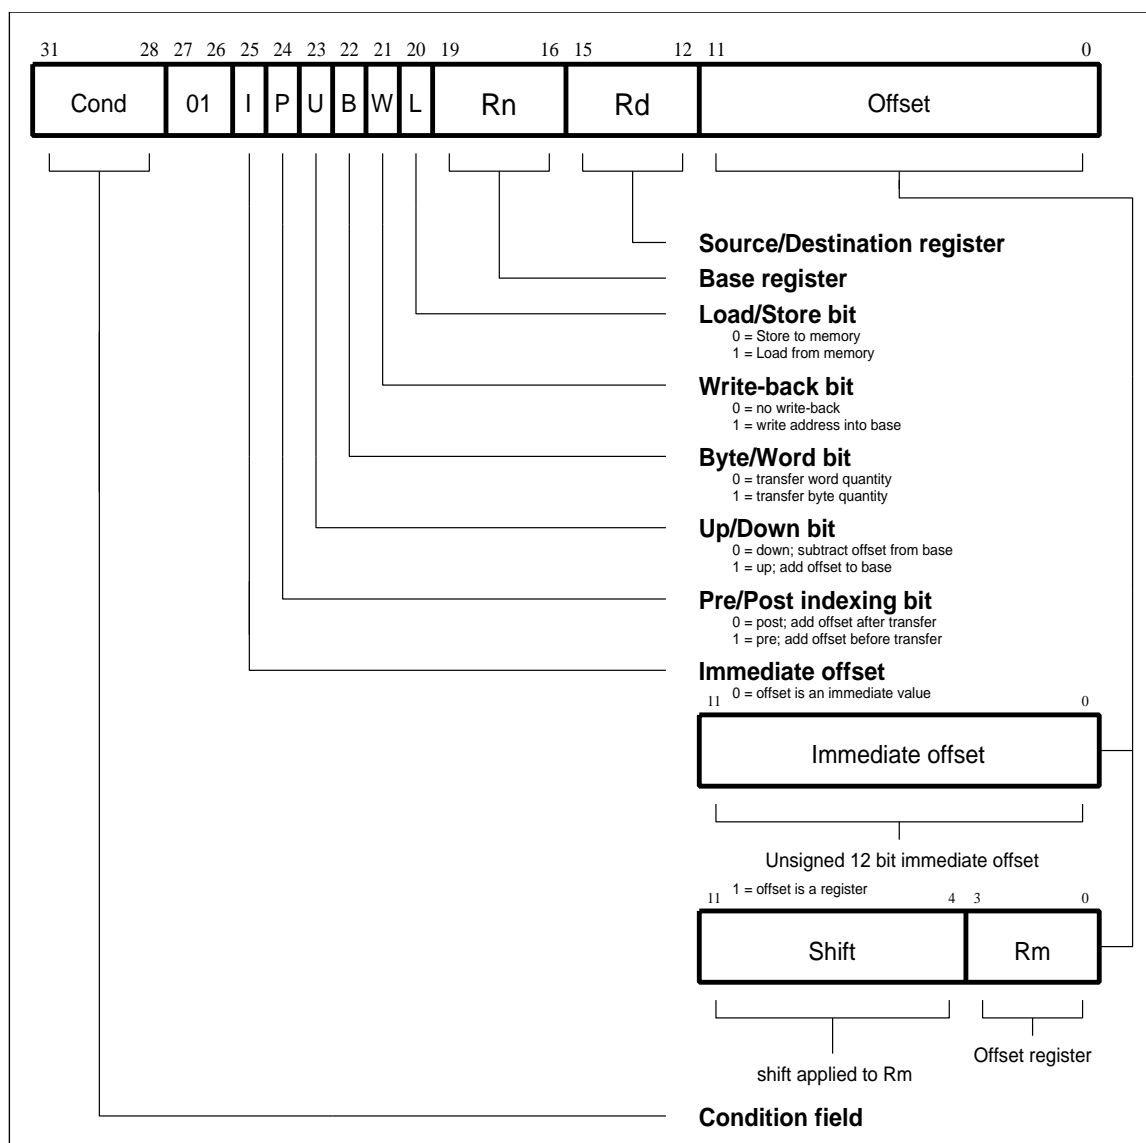 31 28 27 26 25 24 23 22 21 20 19 16 15 12 11 0
Cond 01 I P U B W L Rn Rd Offset
Source/Destination register
Base register
Load/Store bit
0 = Store to memory
1 = Load from memory
Write-back bit
0 = no write-back
1 = write address into base
Byte/Word bit
0 = transfer word quantity
1 = transfer byte quantity
Up/Down bit
0 = down; subtract offset from base
1 = up; add offset to base
Pre/Post indexing bit
0 = post; add offset after transfer
1 = pre; add offset before transfer
Immediate offset
0 = offset is an immediate value
11 0
Immediate offset
Unsigned 12 bit immediate offset
1 = offset is a register
11 4 3 0
Shift Rm
Offset register
shift applied to Rm
Condition field